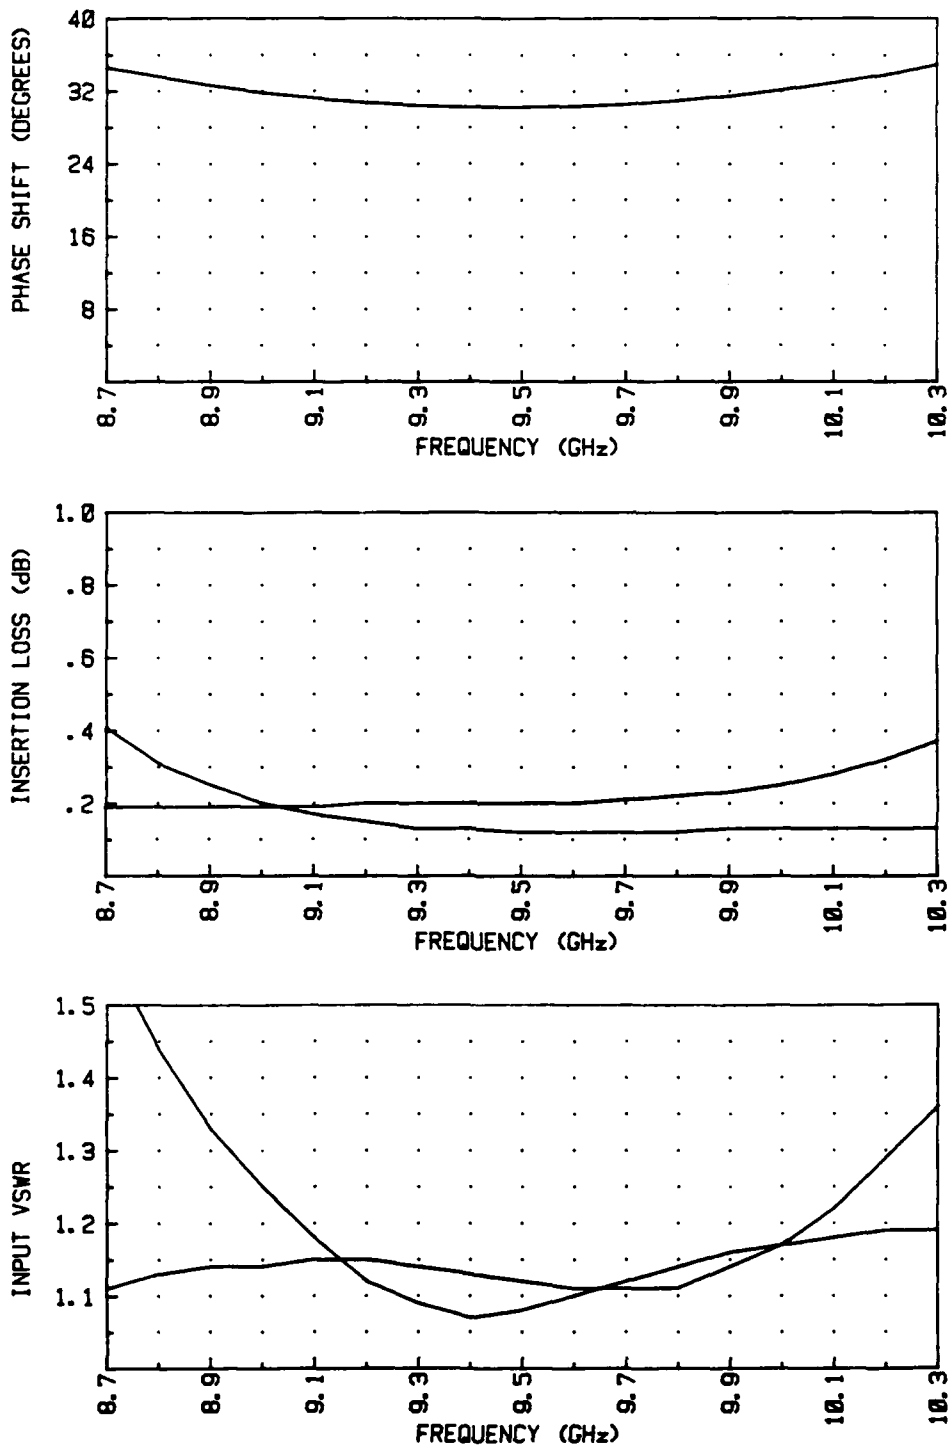 PHASE SHIFT (DEGREES)
40
32
24
16
8
8.7 8.9 9.1 9.3 9.5 9.7 9.9 10.1 10.3
FREQUENCY (GHz)
INSERTION LOSS (dB)
1.0
.8
.6
.4
.2
8.7 8.9 9.1 9.3 9.5 9.7 9.9 10.1 10.3
FREQUENCY (GHz)
INPUT VSWR
1.5
1.4
1.3
1.2
1.1
8.7 8.9 9.1 9.3 9.5 9.7 9.9 10.1 10.3
FREQUENCY (GHz)